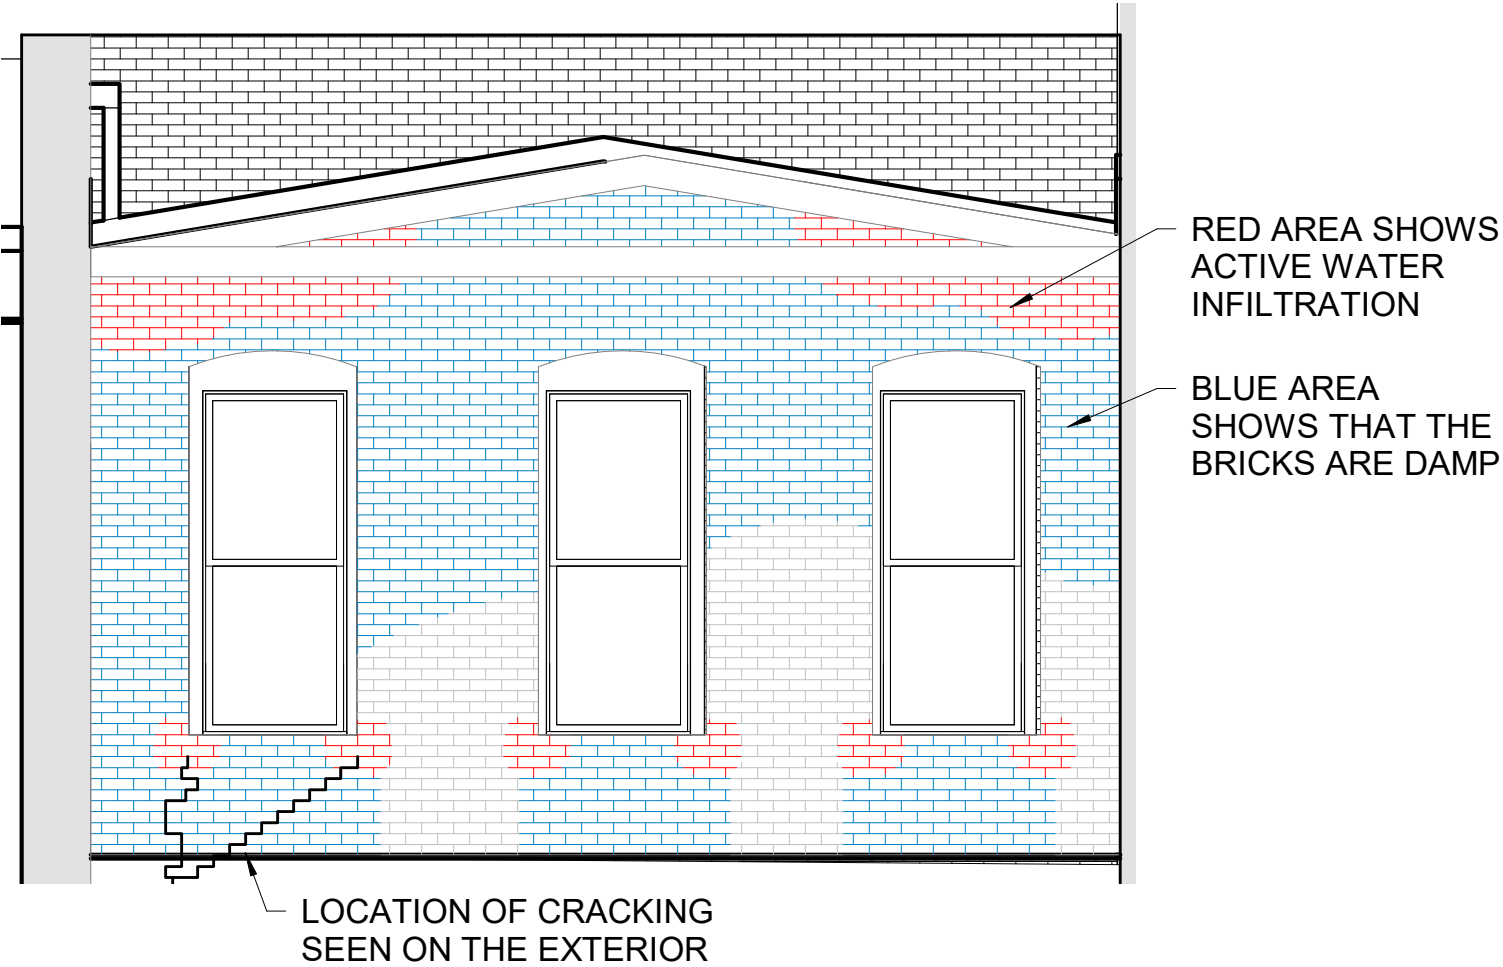 RED AREA SHOWS
ACTIVE WATER
INFILTRATION
BLUE AREA
SHOWS THAT THE
BRICKS ARE DAMP
LOCATION OF CRACKING
SEEN ON THE EXTERIOR